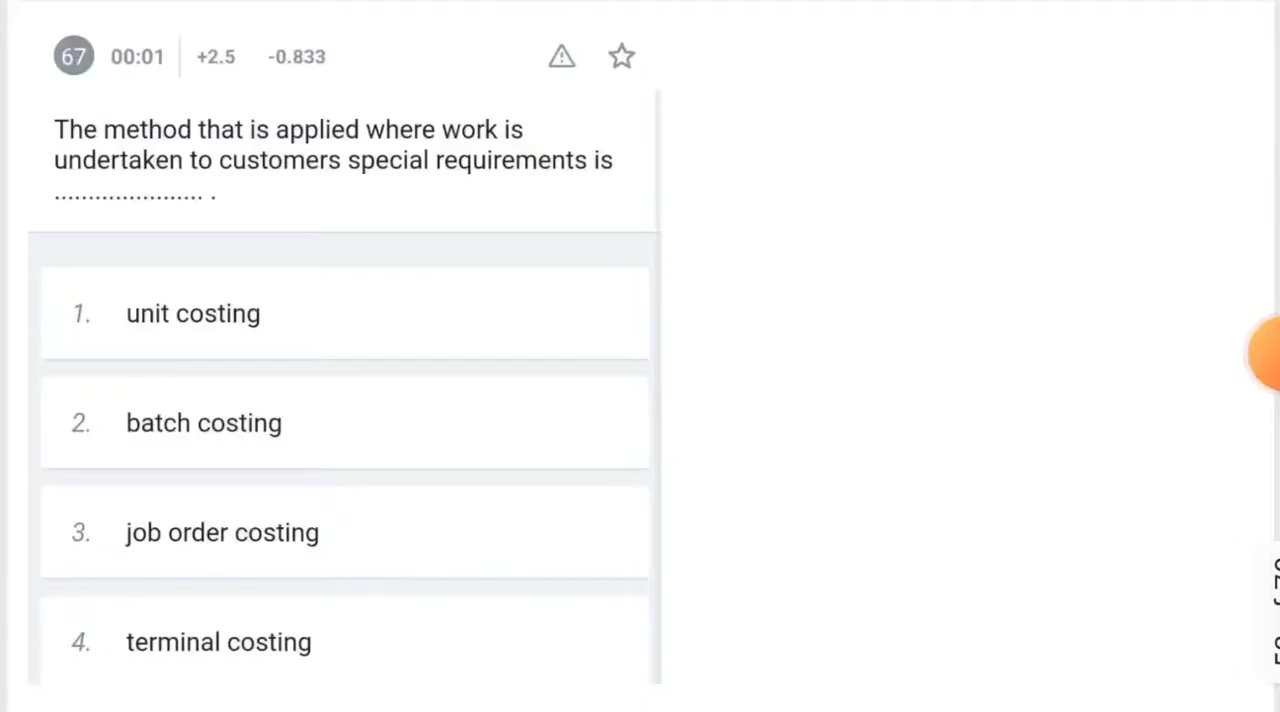 67 00:01 +2.5 -0.833
The method that is applied where work is
undertaken to customers special requirements is
...................... .
1. unit costing
2. batch costing
3. job order costing
4. terminal costing